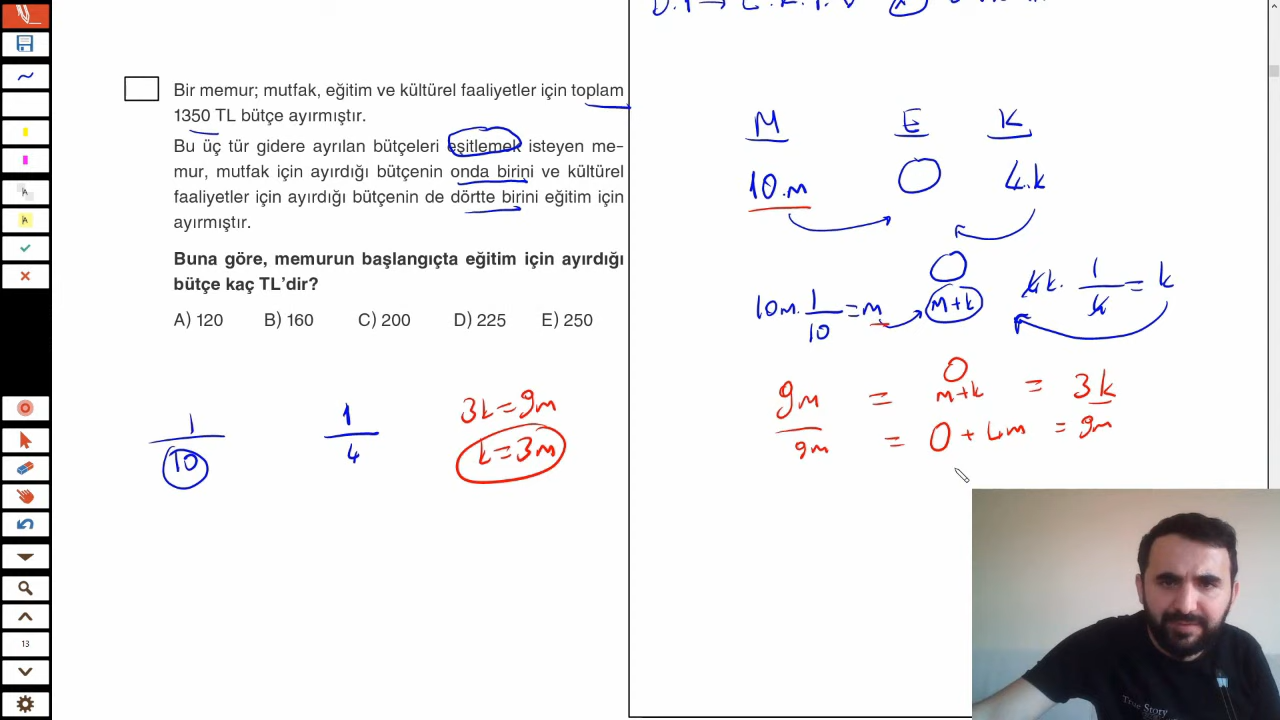 Bir memur; mutfak, eğitim ve kültürel faaliyetler için toplam
1350 TL bütçe ayırmıştır.
Bu üç tür gidere ayrılan bütçeleri eşitlemek isteyen me-
mur, mutfak için ayırdığı bütçenin onda birini ve kültürel
faaliyetler için ayırdığı bütçenin de dörtte birini eğitim için
ayırmıştır.
Buna göre, memurun başlangıçta eğitim için ayırdığı
bütçe kaç TL'dir?
A) 120 B) 160 C) 200 D) 225 E) 250
1/10 1/4
3k = 9m
k = 3m
M E K
10.m O 4.k
O
10m . 1/10 = m m+k 4k . 1/4 = k
O
9m = m+k = 3k
9m = O + 4m = 9m
13
True Story